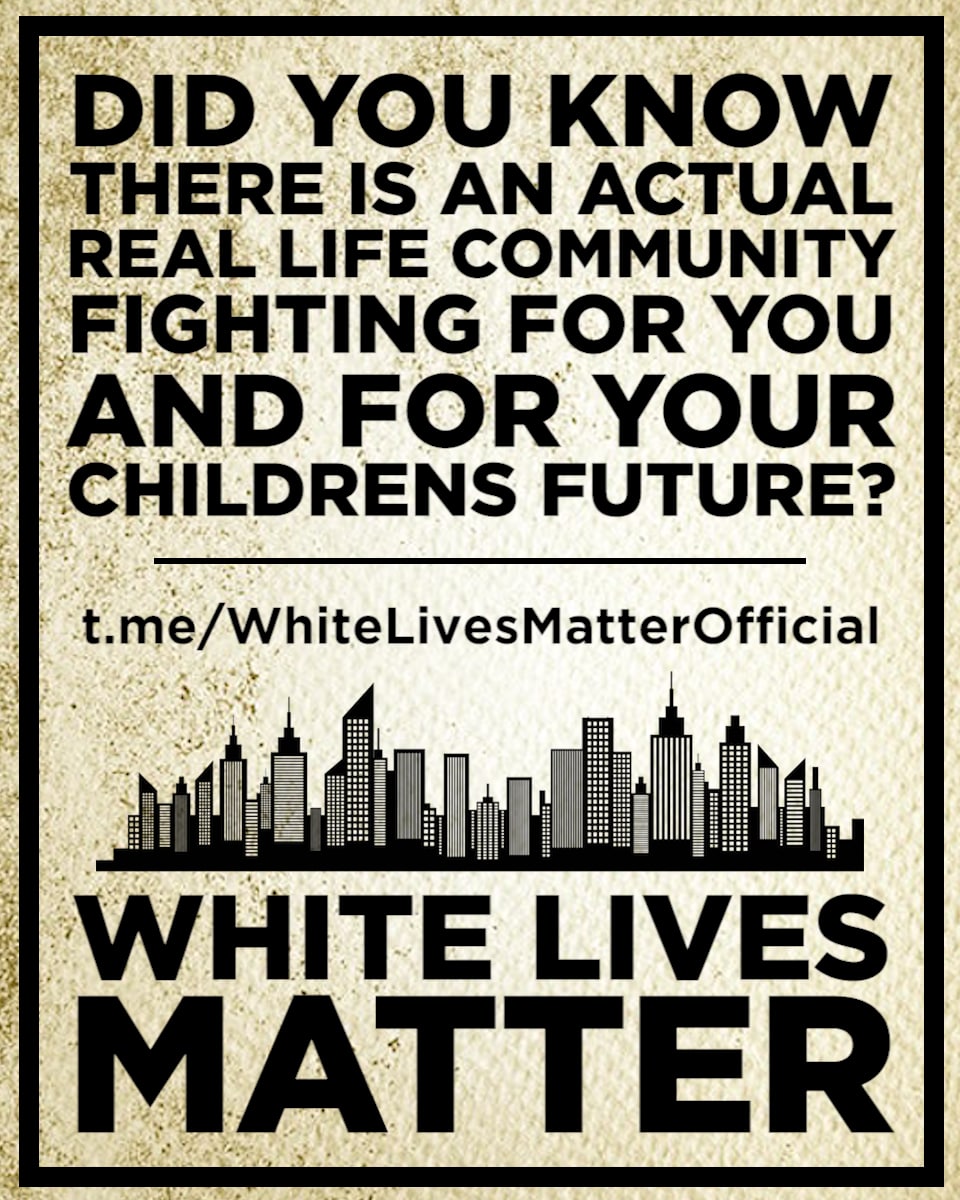 DID YOU KNOW
THERE IS AN ACTUAL
REAL LIFE COMMUNITY
FIGHTING FOR YOU
AND FOR YOUR
CHILDRENS FUTURE?
t.me/WhiteLivesMatterOfficial
WHITE LIVES
MATTER